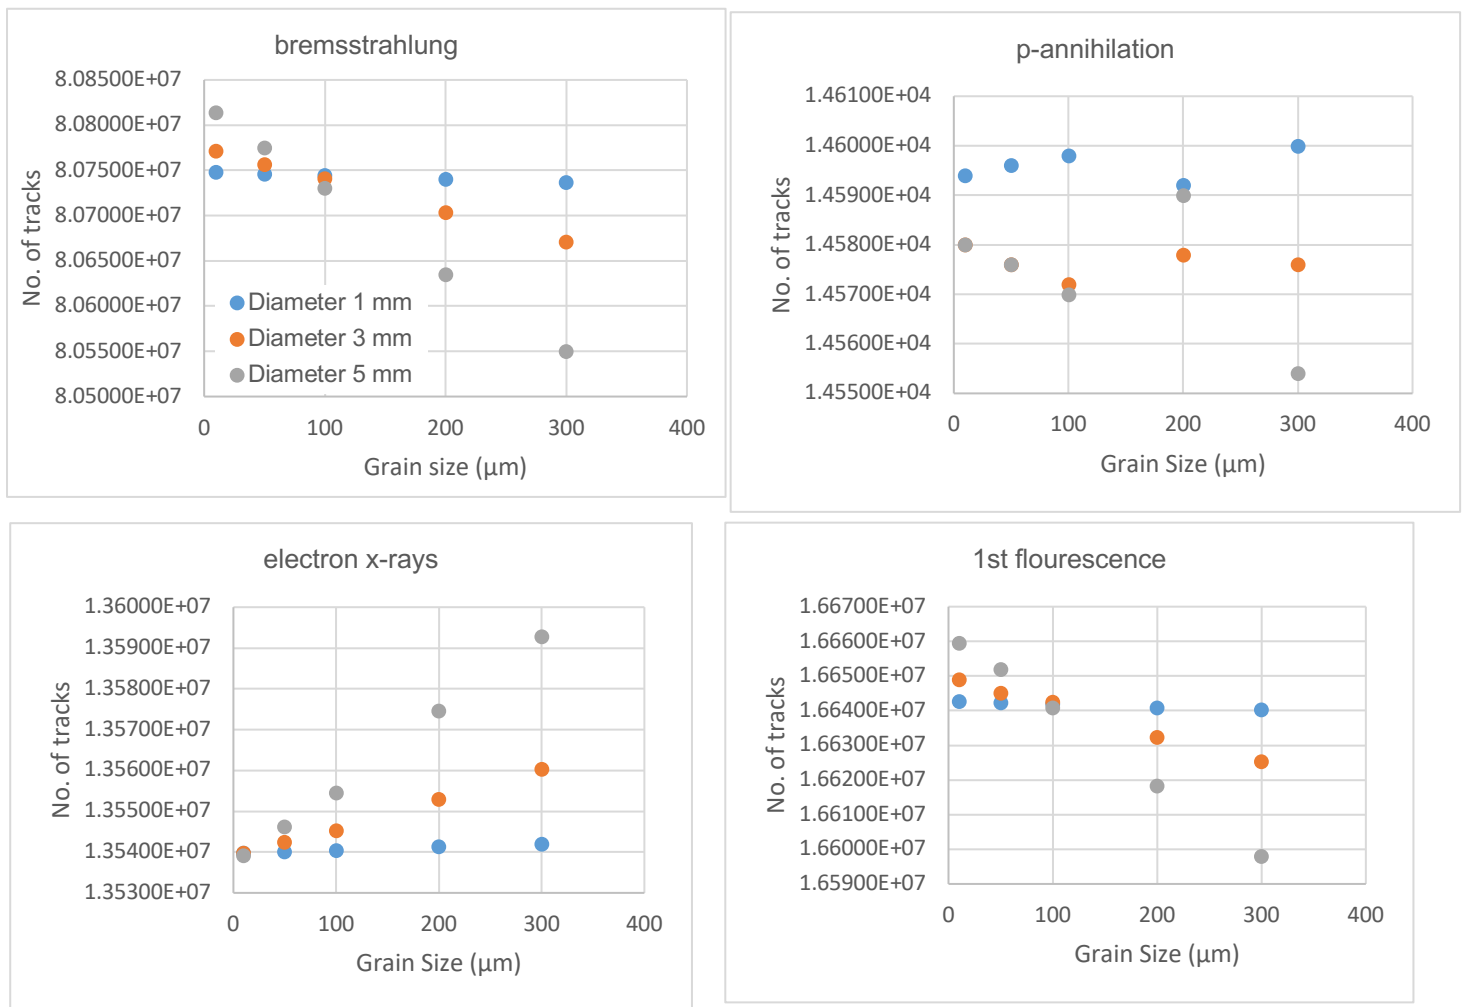 bremsstrahlung
8.08500E+07
8.08000E+07
8.07500E+07
8.07000E+07
8.06500E+07
8.06000E+07
8.05500E+07
8.05000E+07
No. of tracks
Diameter 1 mm
Diameter 3 mm
Diameter 5 mm
0 100 200 300 400
Grain size (μm)
p-annihilation
1.46100E+04
1.46000E+04
1.45900E+04
1.45800E+04
1.45700E+04
1.45600E+04
1.45500E+04
No. of tracks
0 100 200 300 400
Grain Size (μm)
electron x-rays
1.36000E+07
1.35900E+07
1.35800E+07
1.35700E+07
1.35600E+07
1.35500E+07
1.35400E+07
1.35300E+07
No. of tracks
0 100 200 300 400
Grain Size (μm)
1st flourescence
1.66700E+07
1.66600E+07
1.66500E+07
1.66400E+07
1.66300E+07
1.66200E+07
1.66100E+07
1.66000E+07
1.65900E+07
No. of tracks
0 100 200 300 400
Grain Size (μm)